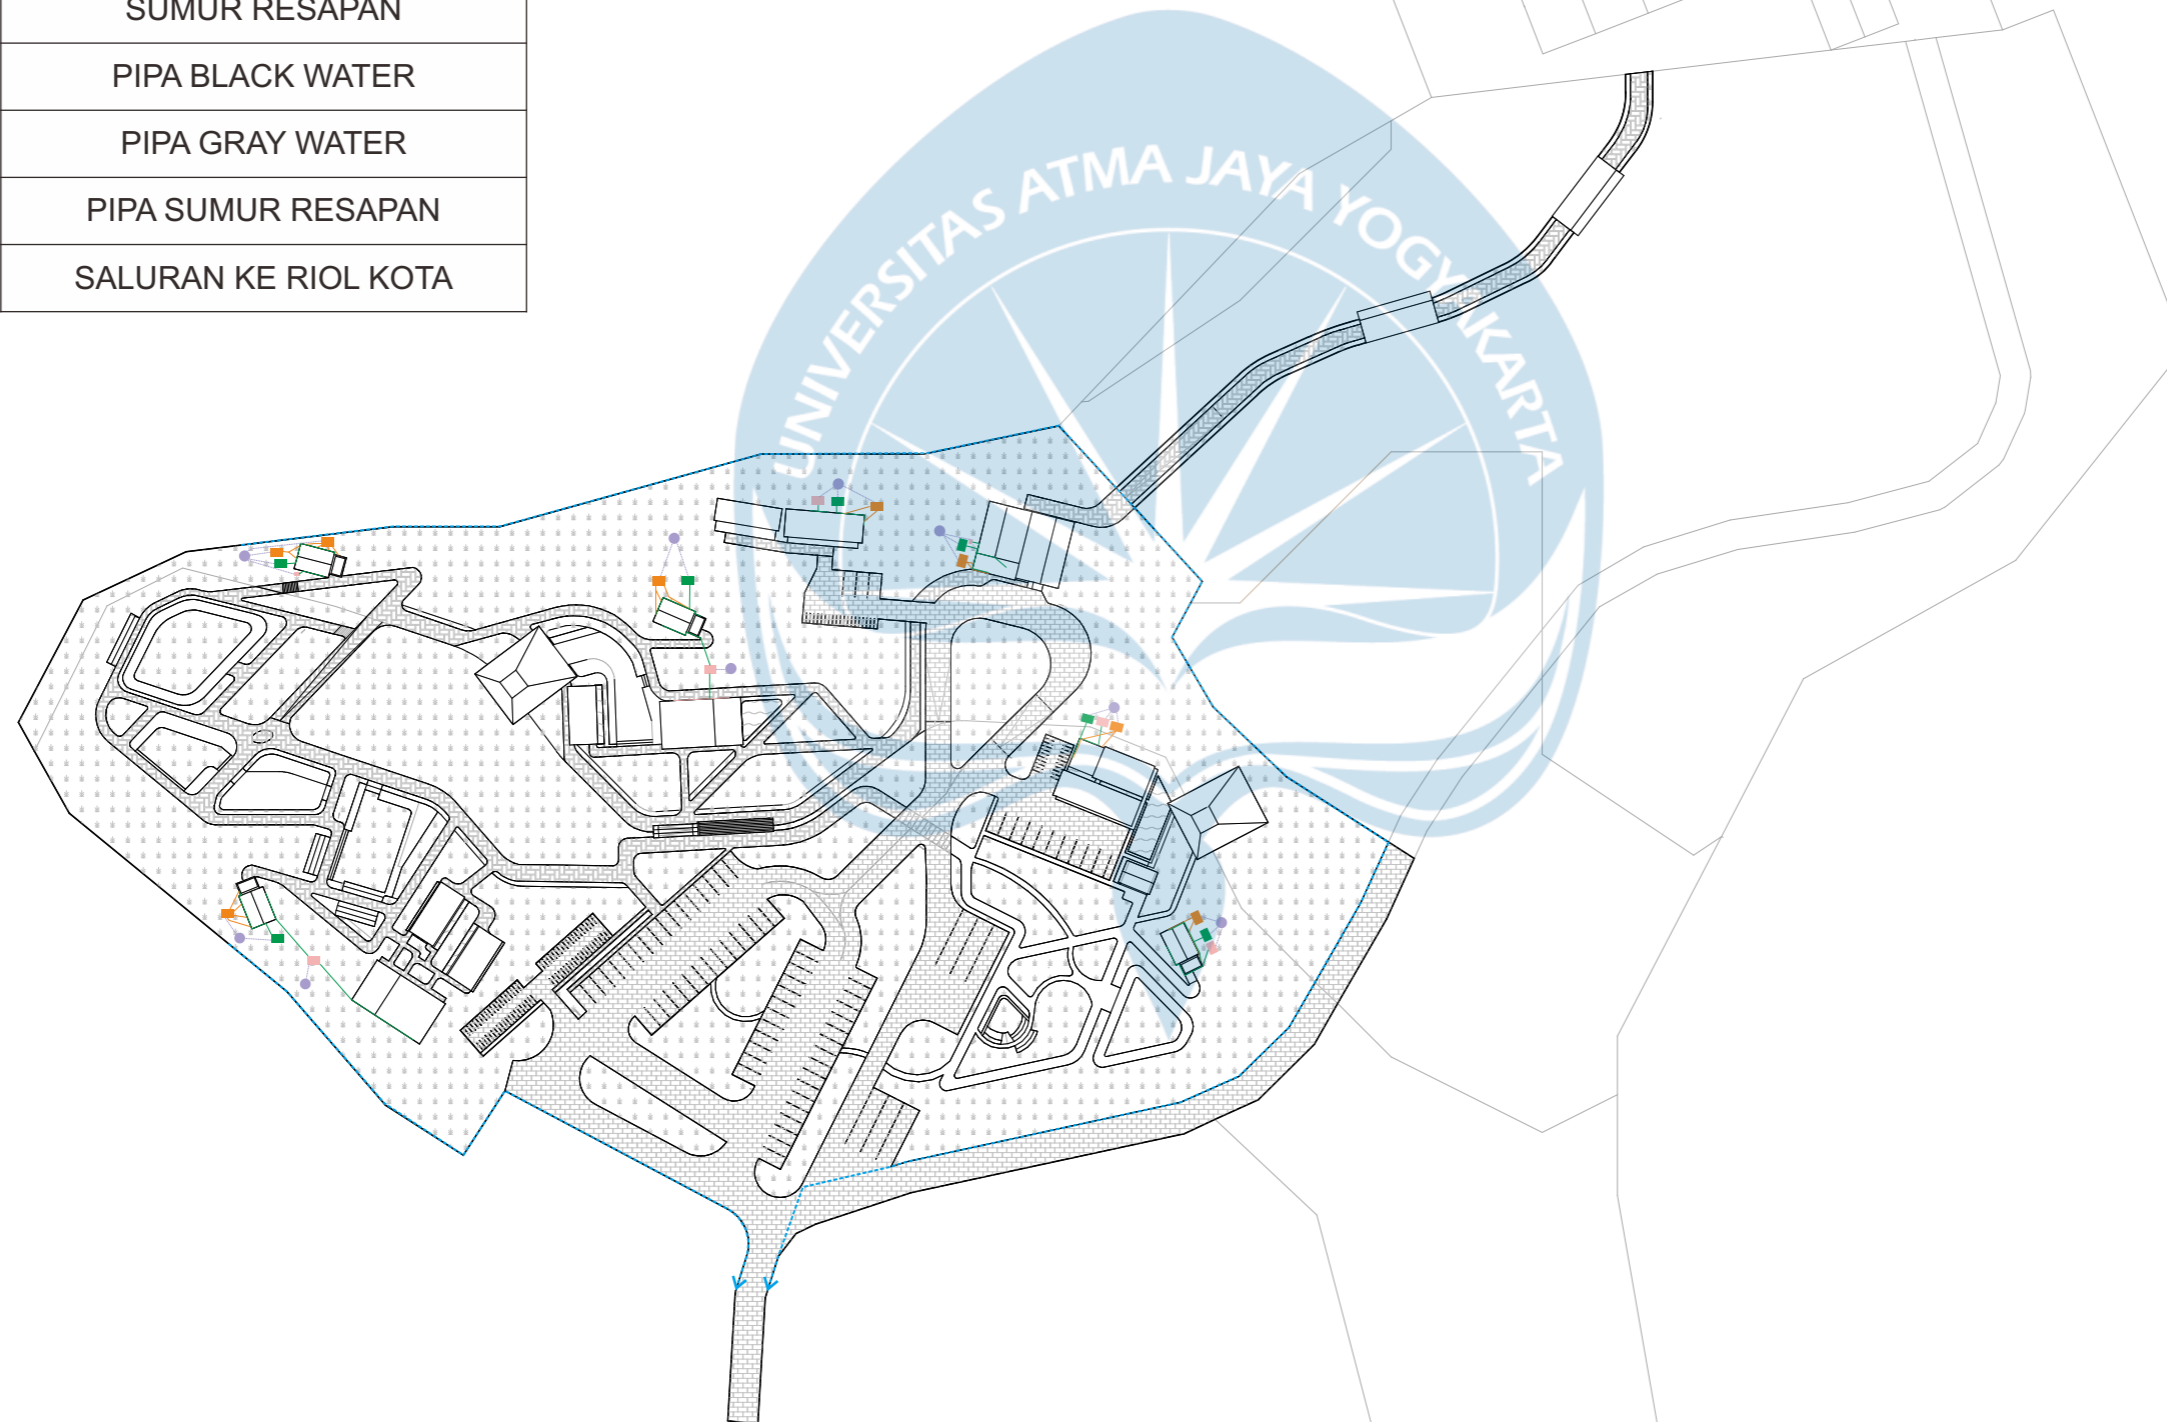 SUMUR RESAPAN
PIPA BLACK WATER
PIPA GRAY WATER
PIPA SUMUR RESAPAN
SALURAN KE RIOL KOTA
UNIVERSITAS ATMA JAYA YOGYAKARTA